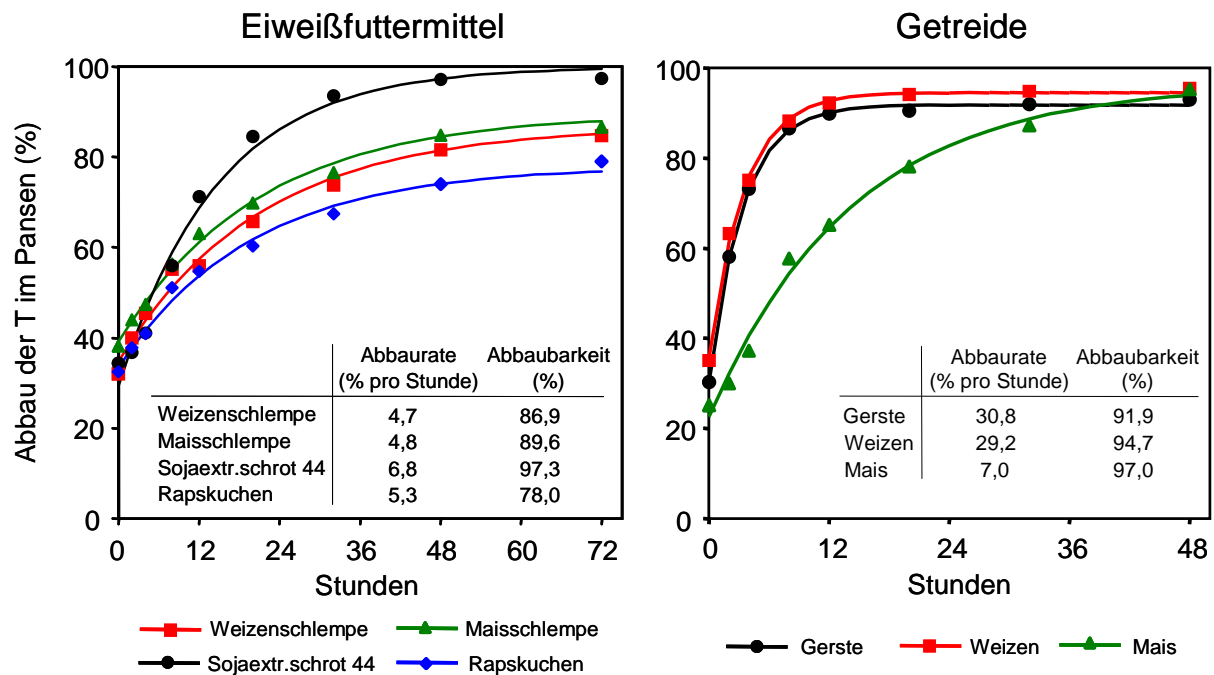 Eiweißfuttermittel
Abbau der T im Pansen (%)
100
80
60
40
20
0
Abbaurate Abbaubarkeit
(% pro Stunde) (%)
Weizenschlempe 4,7 86,9
Maisschlempe 4,8 89,6
Sojaextr.schrot 44 6,8 97,3
Rapskuchen 5,3 78,0
0 12 24 36 48 60 72
Stunden
Weizenschlempe Maisschlempe
Sojaextr.schrot 44 Rapskuchen
Getreide
100
80
60
40
20
0
Abbaurate Abbaubarkeit
(% pro Stunde) (%)
Gerste 30,8 91,9
Weizen 29,2 94,7
Mais 7,0 97,0
0 12 24 36 48
Stunden
Gerste Weizen Mais